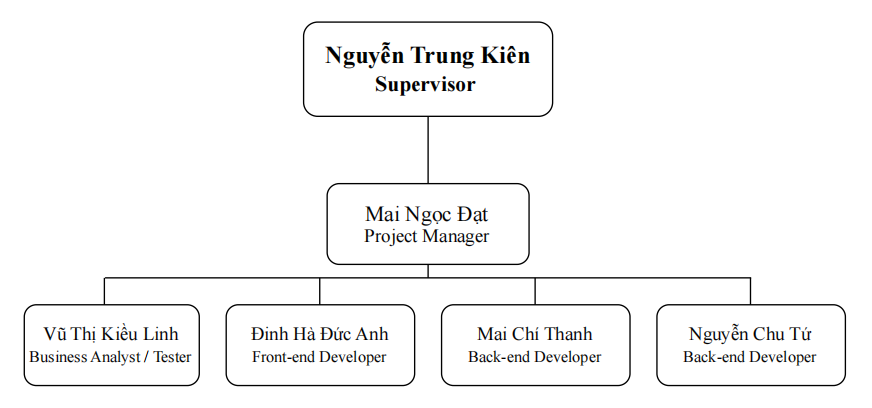 Nguyễn Trung Kiên
Supervisor
Mai Ngọc Đạt
Project Manager
Vũ Thị Kiều Linh
Business Analyst / Tester
Đinh Hà Đức Anh
Front-end Developer
Mai Chí Thanh
Back-end Developer
Nguyễn Chu Tứ
Back-end Developer